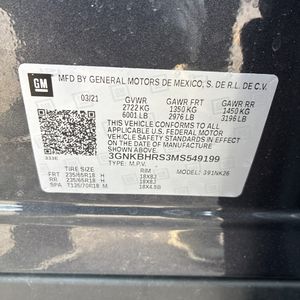 GM
MFD BY GENERAL MOTORS DE MEXICO, S. DE R.L. DE C.V.
03/21 GVWR GAWR FRT GAWR RR
2722 KG 1350 KG 1450 KG
6001 LB 2976 LB 3196 LB
THIS VEHICLE CONFORMS TO ALL
APPLICABLE U.S. FEDERAL MOTOR
VEHICLE SAFETY STANDARDS IN EFFECT ON
THE DATE OF MANUFACTURE SHOWN ABOVE.
3GNKBHRS3MS549199
TYPE: M.P.V. MODEL: 391NK26
333E
TIRE SIZE RIM
FRT 235/65R18 H 18X8J
RR 235/65R18 H 18X8J
SPA T135/70R18 M 18X4.5B